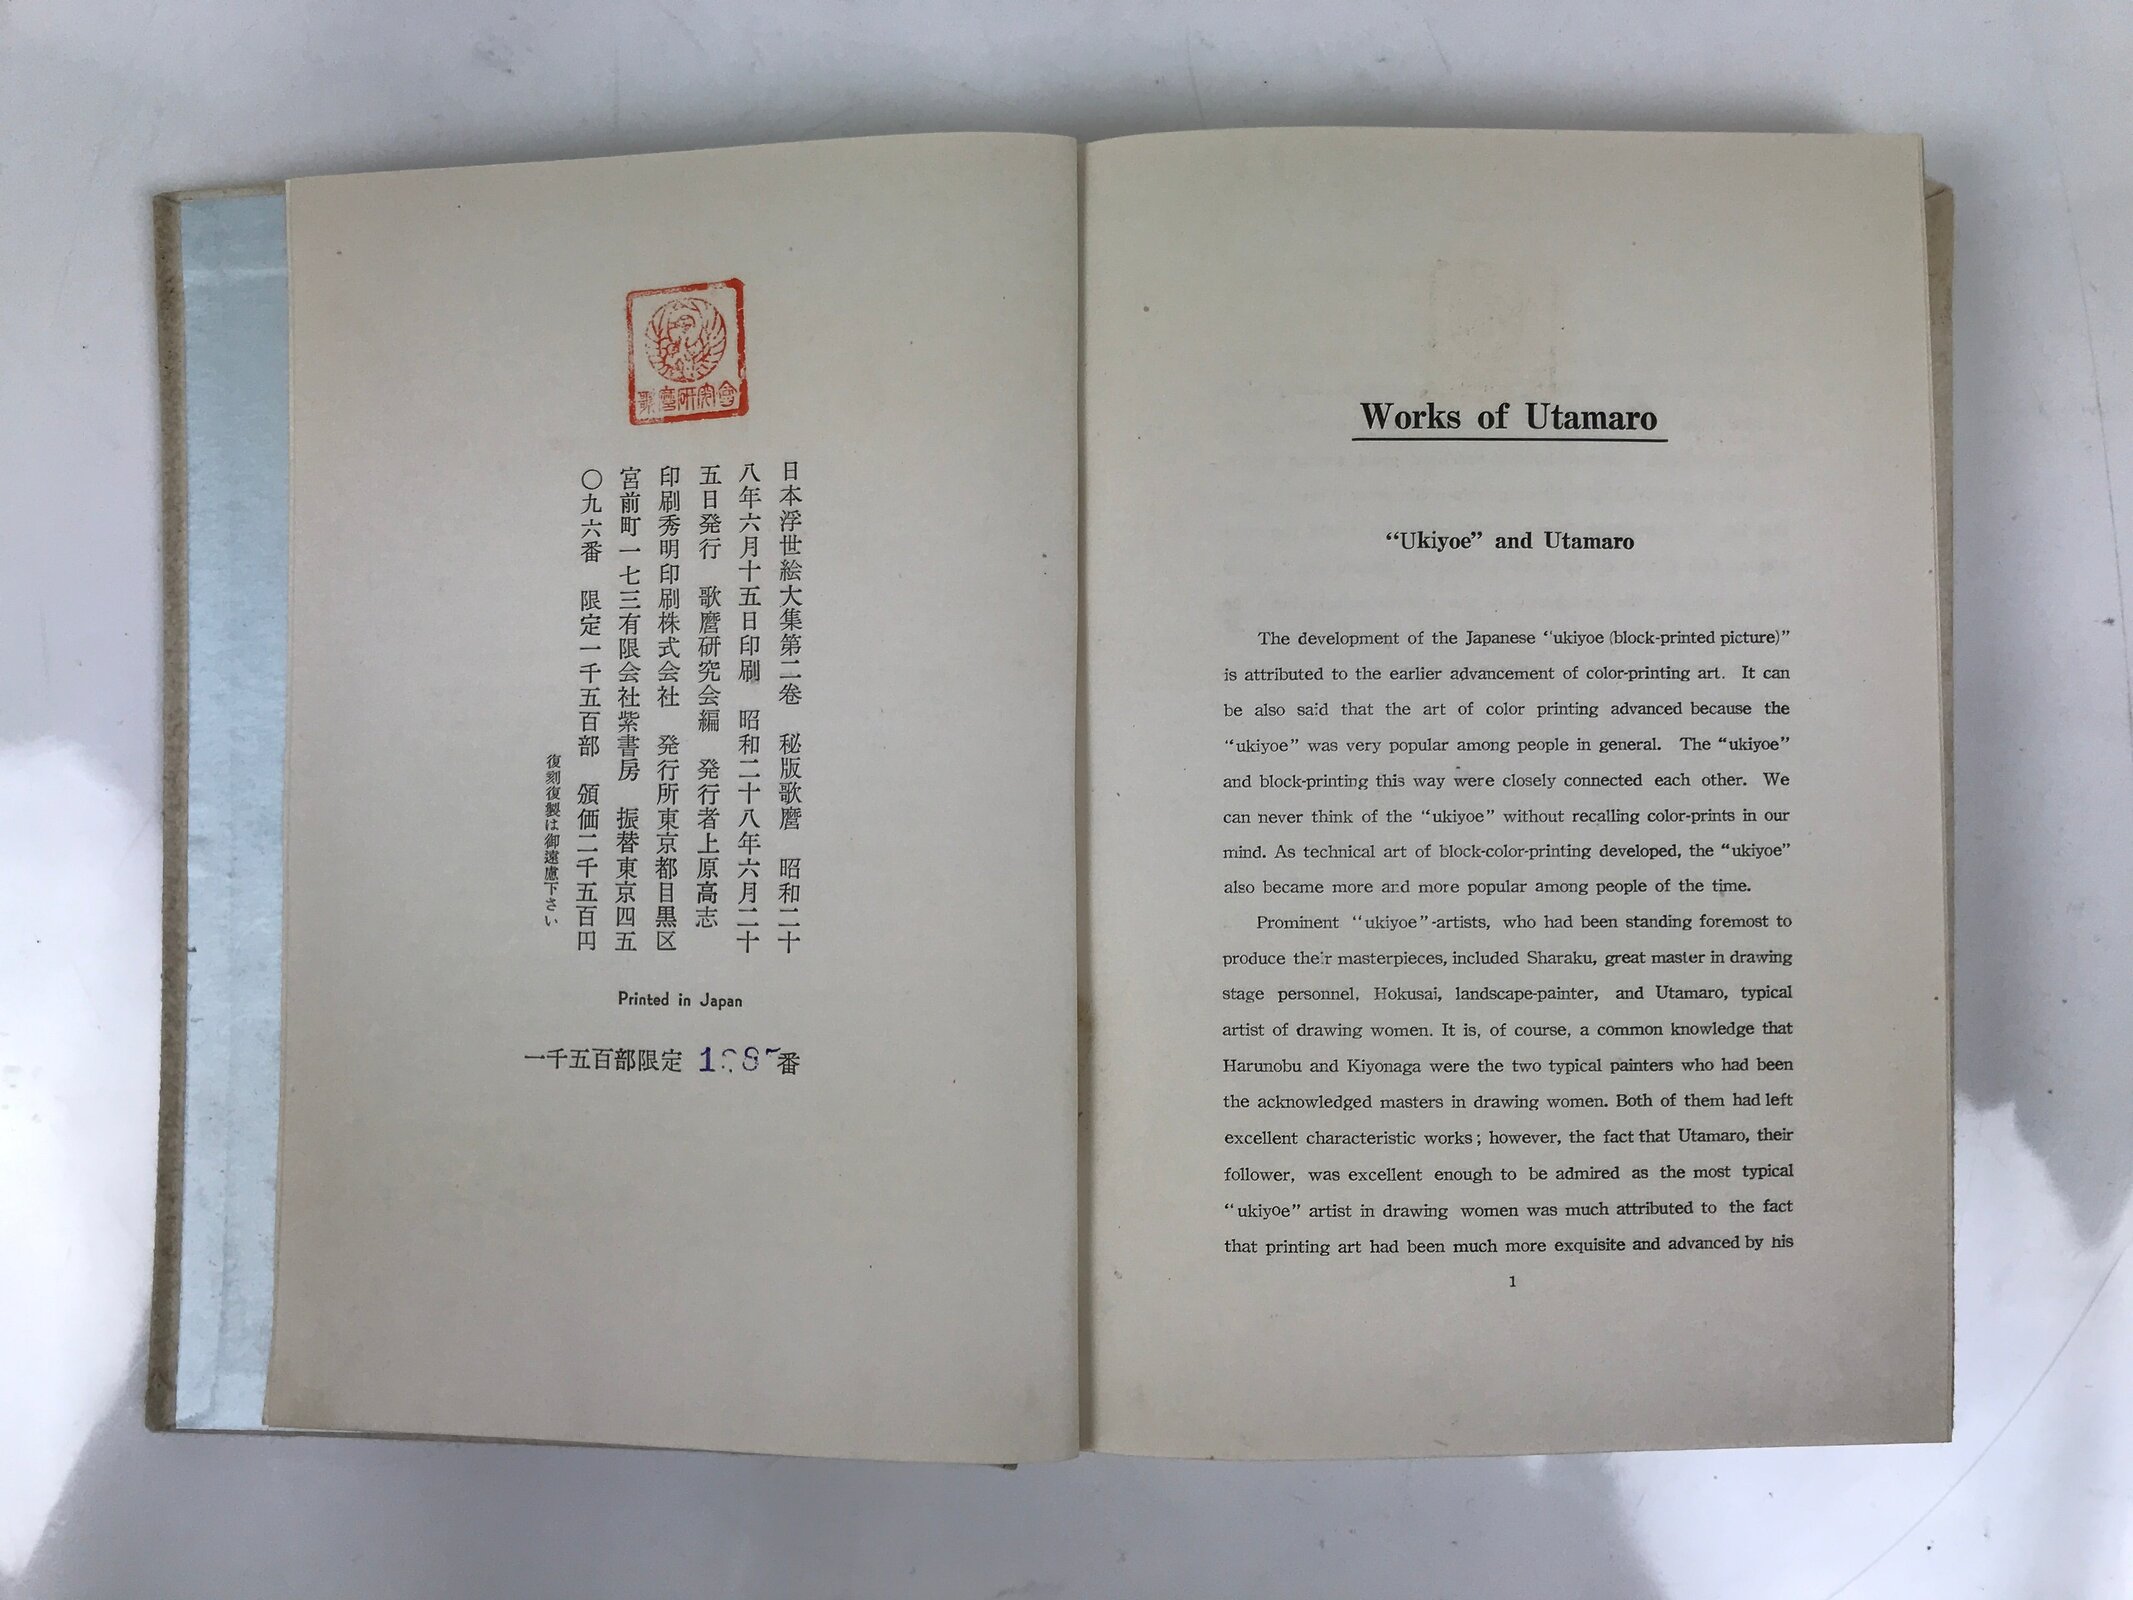 歌麿研究會
日本浮世絵大集第二巻　秘版歌麿　昭和二十
八年六月十五日印刷　昭和二十八年六月二十
五日発行　歌麿研究会編　発行者上原高志
印刷秀明印刷株式会社　発行所東京都目黒区
宮前町一七三有限会社紫書房　振替東京四五
〇九六番　限定一千五百部　頒価二千五百円
復刻復製は御遠慮下さい
Printed in Japan
一千五百部限定 番
Works of Utamaro
“Ukiyoe” and Utamaro
The development of the Japanese “ukiyoe (block-printed picture)”
is attributed to the earlier advancement of color-printing art. It can
be also said that the art of color printing advanced because the
“ukiyoe” was very popular among people in general. The “ukiyoe”
and block-printing this way were closely connected each other. We
can never think of the “ukiyoe” without recalling color-prints in our
mind. As technical art of block-color-printing developed, the “ukiyoe”
also became more and more popular among people of the time.
Prominent “ukiyoe”-artists, who had been standing foremost to
produce their masterpieces, included Sharaku, great master in drawing
stage personnel, Hokusai, landscape-painter, and Utamaro, typical
artist of drawing women. It is, of course, a common knowledge that
Harunobu and Kiyonaga were the two typical painters who had been
the acknowledged masters in drawing women. Both of them had left
excellent characteristic works; however, the fact that Utamaro, their
follower, was excellent enough to be admired as the most typical
“ukiyoe” artist in drawing women was much attributed to the fact
that printing art had been much more exquisite and advanced by his
1